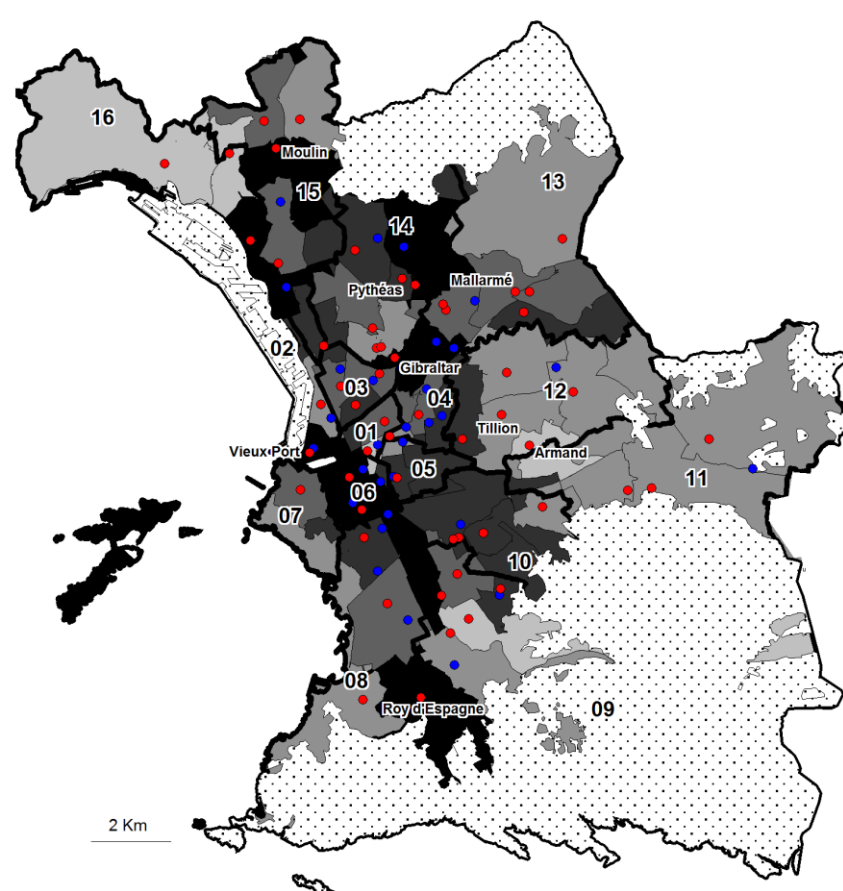 16
Moulin
13
15
14
Mallarmé
Pythéas
02
Gibraltar
03
12
04
01
Tillion
Vieux Port
Armand
05
11
06
07
10
08
Roy d'Espagne
09
2 Km